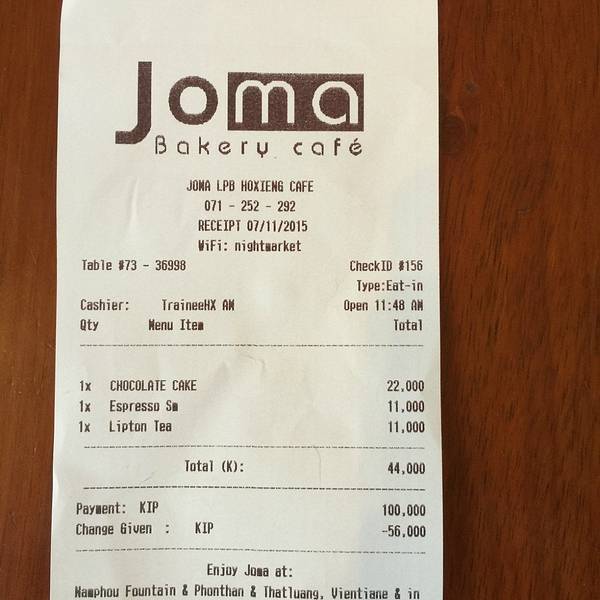 Joma
Bakery café
JOMA LPB HOXIENG CAFE
071 - 252 - 292
RECEIPT 07/11/2015
WiFi: nightmarket
Table #73 - 36998 CheckID #156
Type:Eat-in
Cashier: TraineeHX AM Open 11:48 AM
Qty Menu Item Total
1x CHOCOLATE CAKE 22,000
1x Espresso Sm 11,000
1x Lipton Tea 11,000
Total (K): 44,000
Payment: KIP 100,000
Change Given : KIP -56,000
Enjoy Joma at:
Namphou Fountain & Phonthan & Thatluang, Vientiane & in